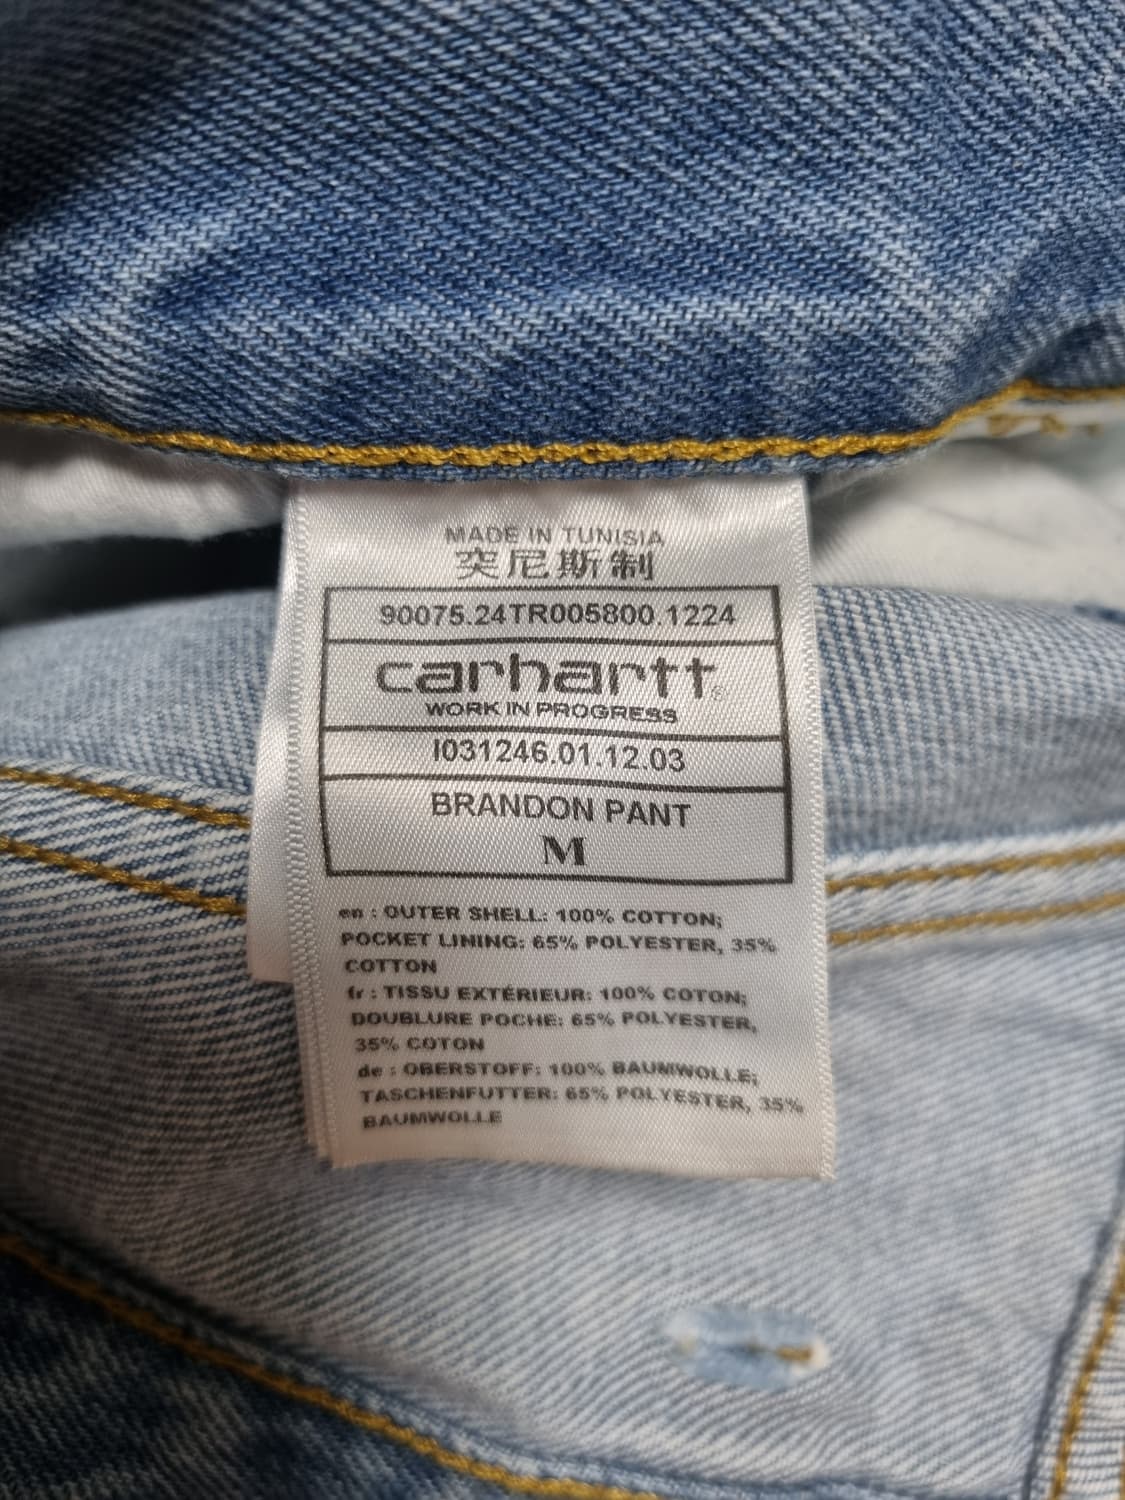 MADE IN TUNISIA
突尼斯制
90075.24TR005800.1224
carhartt®
WORK IN PROGRESS
I031246.01.12.03
BRANDON PANT
M
en : OUTER SHELL: 100% COTTON;
POCKET LINING: 65% POLYESTER, 35%
COTTON
fr : TISSU EXTÉRIEUR: 100% COTON;
DOUBLURE POCHE: 65% POLYESTER,
35% COTON
de : OBERSTOFF: 100% BAUMWOLLE;
TASCHENFUTTER: 65% POLYESTER, 35%
BAUMWOLLE